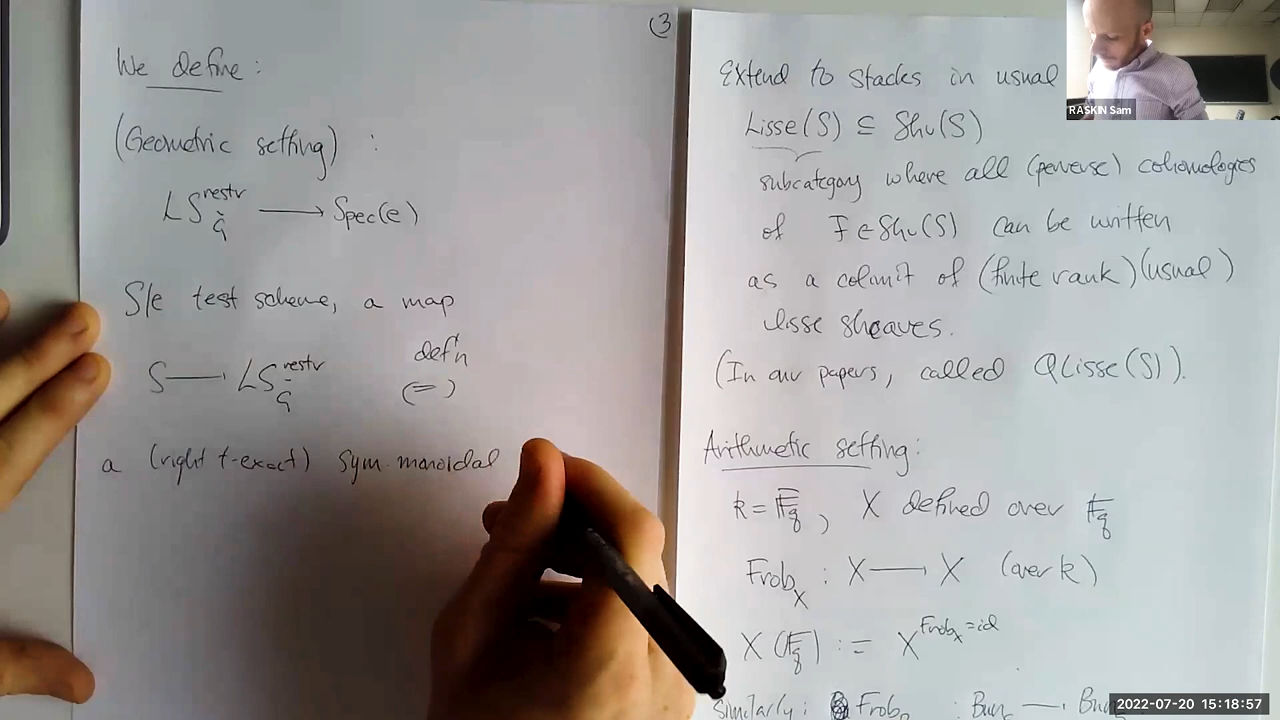 ③
We define:
(Geometric setting) :
LS^restr_Ǧ ⟶ Spec(e)
S/e test scheme, a map
S ⟶ LS^restr_Ǧ defn (⇔)
a (right t-exact) sym. monoidal
Extend to stacks in usual
Lisse(S) ⊆ Shv(S)
subcategory where all (perverse) cohomologies
of F ∈ Shv(S) can be written
as a colimit of (finite rank) (usual)
lisse sheaves.
(In our papers, called QLisse(S)).
Arithmetic setting:
k = F̄_q, X defined over F_q
Frob_X : X ⟶ X (over k)
X(F_q) := X^{Frob_X = id}
Similarly: Frob : Bun_G ⟶ Bun
RASKIN Sam
2022-07-20 15:18:57